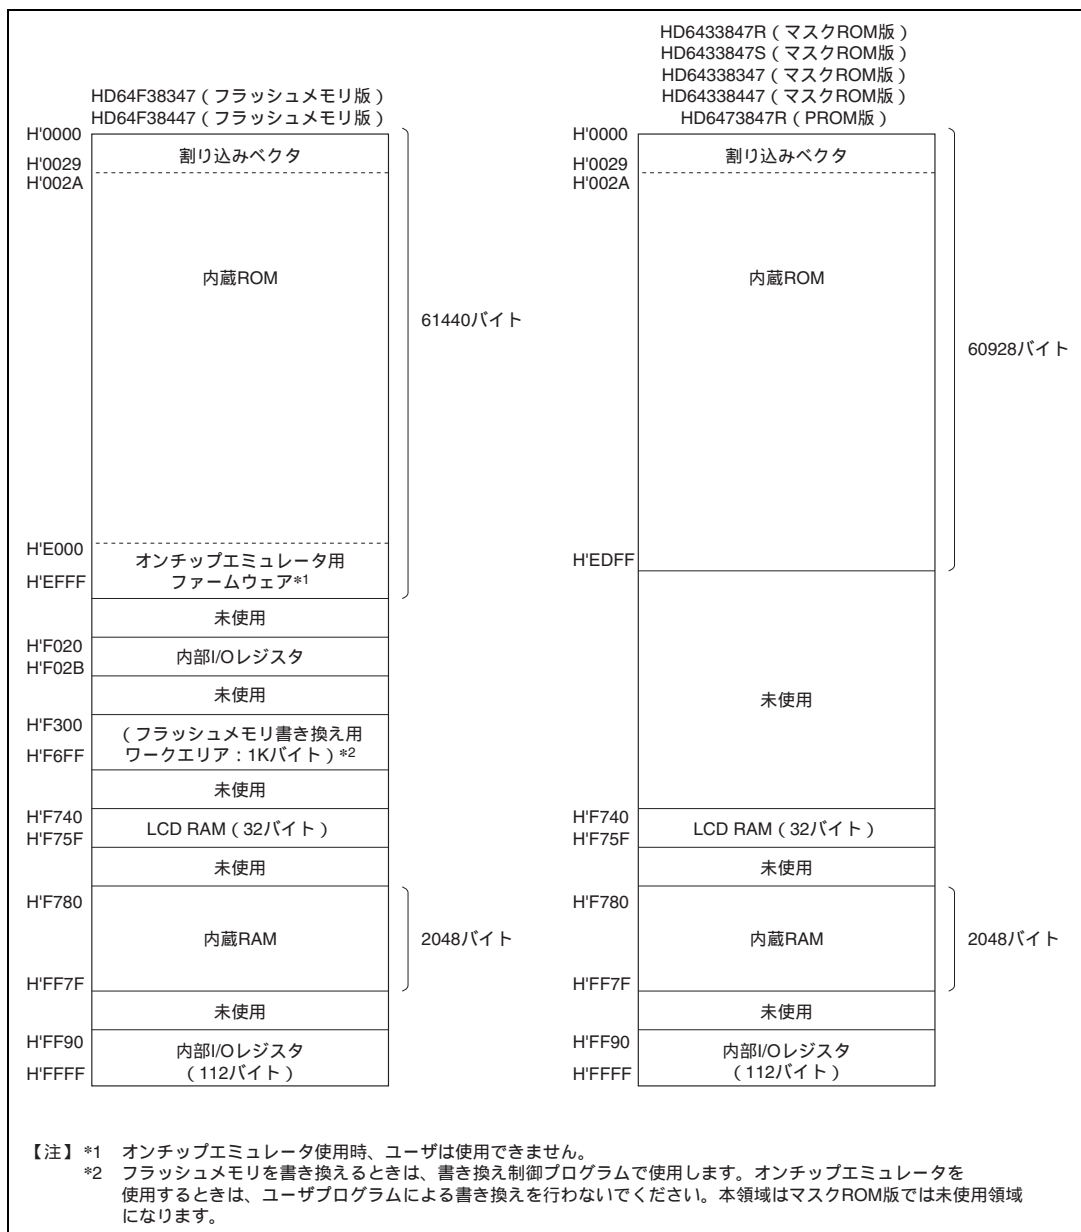 HD64F38347（フラッシュメモリ版）
HD64F38447（フラッシュメモリ版）
H'0000
H'0029
H'002A
割り込みベクタ
内蔵ROM
61440バイト
H'E000
H'EFFF
オンチップエミュレータ用
ファームウェア*1
未使用
H'F020
H'F02B
内部I/Oレジスタ
未使用
H'F300
H'F6FF
（フラッシュメモリ書き換え用
ワークエリア：1Kバイト）*2
未使用
H'F740
H'F75F
LCD RAM（32バイト）
未使用
H'F780
内蔵RAM
2048バイト
H'FF7F
未使用
H'FF90
H'FFFF
内部I/Oレジスタ
（112バイト）
HD6433847R（マスクROM版）
HD6433847S（マスクROM版）
HD64338347（マスクROM版）
HD64338447（マスクROM版）
HD6473847R（PROM版）
H'0000
H'0029
H'002A
割り込みベクタ
内蔵ROM
60928バイト
H'EDFF
未使用
H'F740
H'F75F
LCD RAM（32バイト）
未使用
H'F780
内蔵RAM
2048バイト
H'FF7F
未使用
H'FF90
H'FFFF
内部I/Oレジスタ
（112バイト）
【注】*1 オンチップエミュレータ使用時、ユーザは使用できません。
*2 フラッシュメモリを書き換えるときは、書き換え制御プログラムで使用します。オンチップエミュレータを
使用するときは、ユーザプログラムによる書き換えを行わないでください。本領域はマスクROM版では未使用領域
になります。